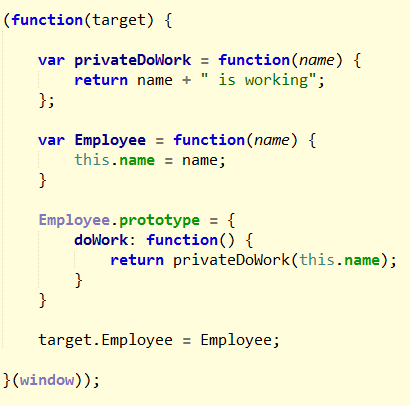 (function(target) {
var privateDoWork = function(name) {
return name + " is working";
};
var Employee = function(name) {
this.name = name;
}
Employee.prototype = {
doWork: function() {
return privateDoWork(this.name);
}
}
target.Employee = Employee;
}(window));